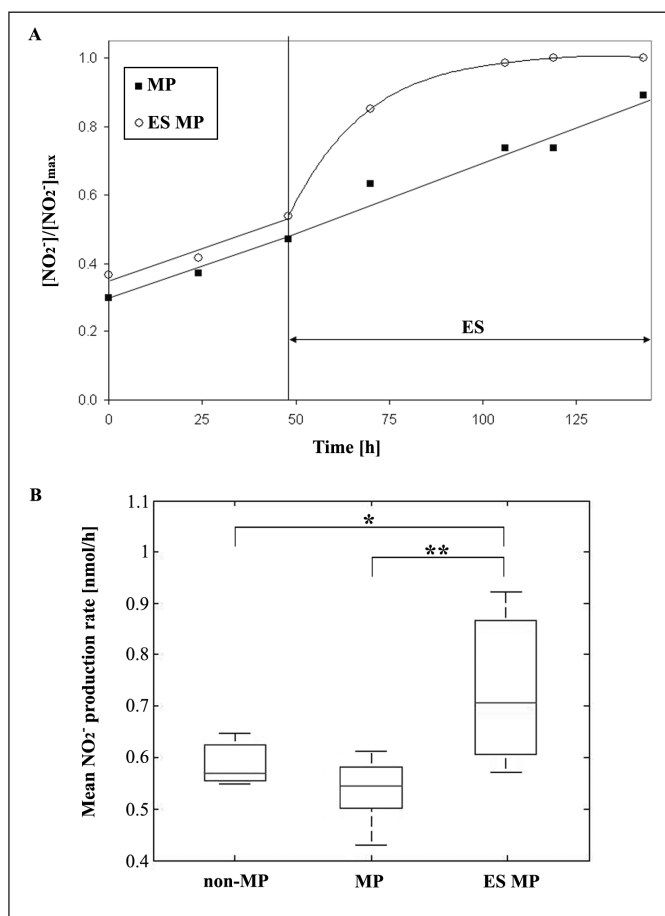 A
[NO₂⁻]/[NO₂⁻]max
1.0
0.8
0.6
0.4
0.2
0.0
MP
ES MP
ES
0
25
50
75
100
125
Time [h]
B
Mean NO₂⁻ production rate [nmol/h]
1.1
1
0.9
0.8
0.7
0.6
0.5
0.4
*
**
non-MP
MP
ES MP